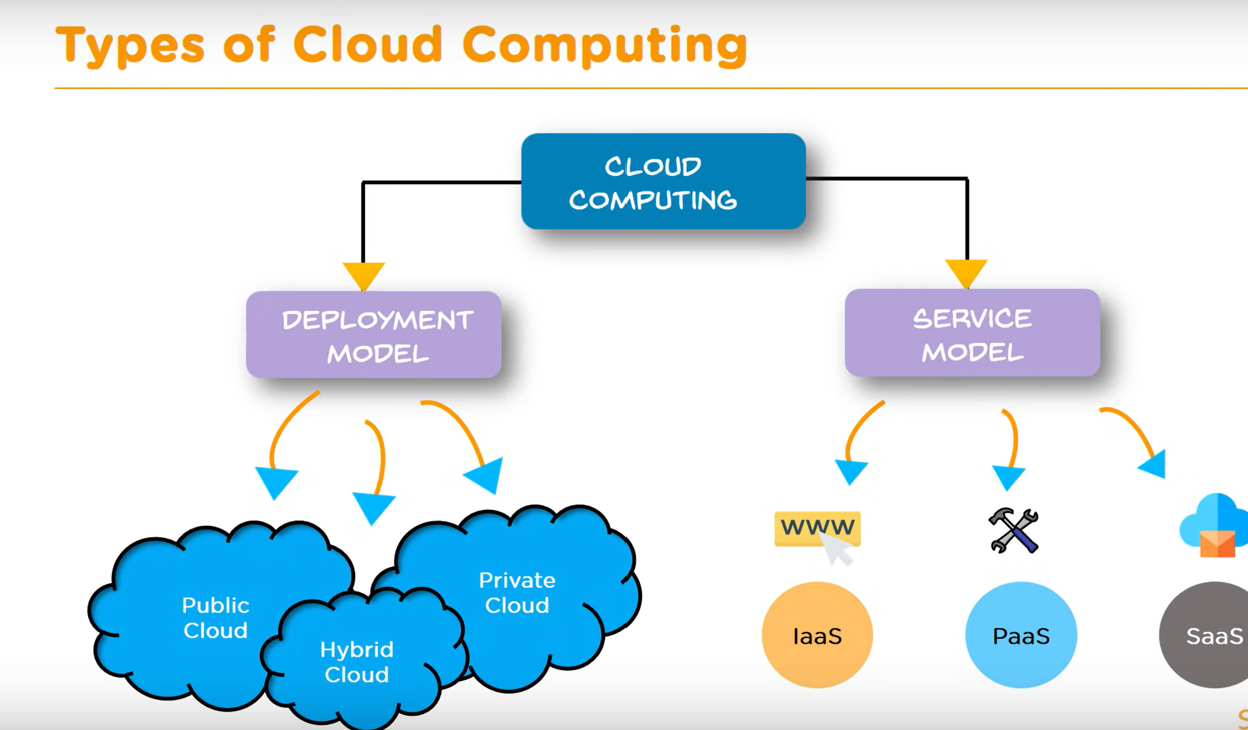 Types of Cloud Computing
CLOUD
COMPUTING
DEPLOYMENT
MODEL
SERVICE
MODEL
WWW
Public
Cloud
Hybrid
Cloud
Private
Cloud
IaaS
PaaS
SaaS